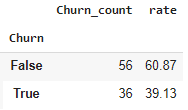 Churn_count rate
Churn
False 56 60.87
True 36 39.13